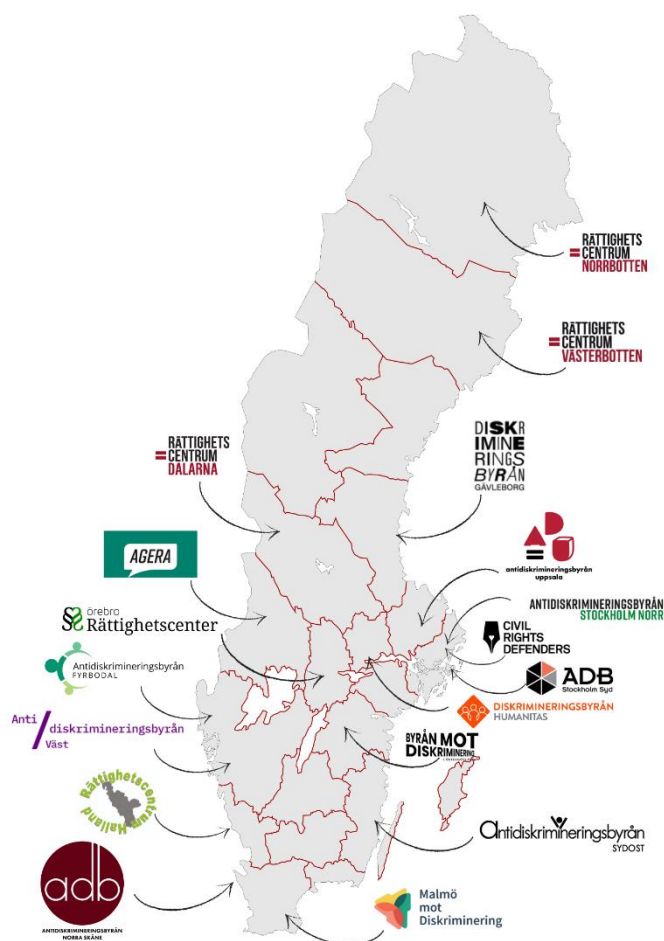 = RÄTTIGHETS
CENTRUM
NORRBOTTEN
= RÄTTIGHETS
CENTRUM
VÄSTERBOTTEN
DISKR
IMINE
RINGS
BYRÅN
GÄVLEBORG
= RÄTTIGHETS
CENTRUM
DALARNA
AGERA
AD
=
antidiskrimineringsbyrån
uppsala
ANTIDISKRIMINERINGSBYRÅN
STOCKHOLM NORR
örebro
Rättighetscenter
CIVIL
RIGHTS
DEFENDERS
Antidiskrimineringsbyrån
FYRBODAL
ADB
Stockholm Syd
DISKRIMINERINGSBYRÅN
HUMANITAS
Anti
/diskrimineringsbyrån
Väst
BYRÅN MOT
DISKRIMINERING
Rättighetscentrum Halland
Antidiskrimineringsbyrån
SYDOST
adb
ANTIDISKRIMINERINGSBYRÅN
NORRA SKÅNE
Malmö
mot
Diskriminering